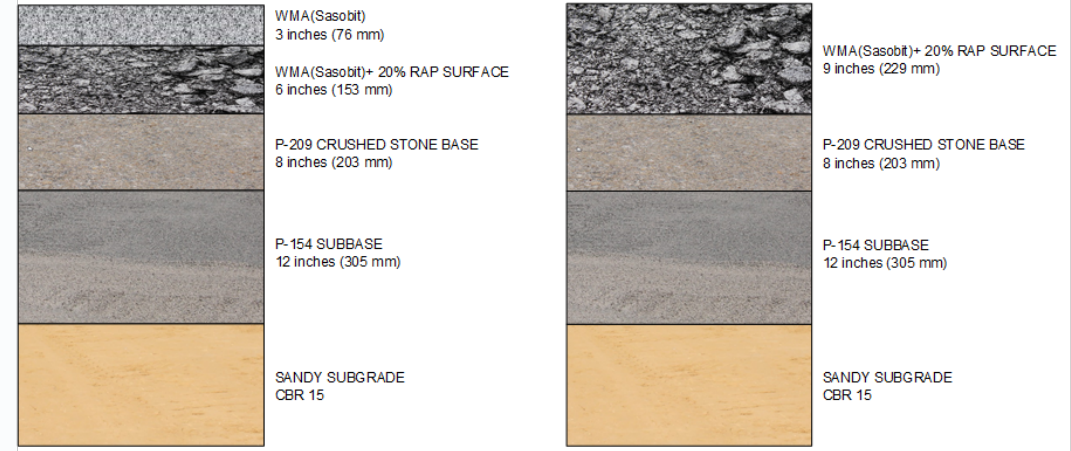 WMA(Sasobit)
3 inches (76 mm)
WMA(Sasobit)+ 20% RAP SURFACE
6 inches (153 mm)
P-209 CRUSHED STONE BASE
8 inches (203 mm)
P-154 SUBBASE
12 inches (305 mm)
SANDY SUBGRADE
CBR 15
WMA(Sasobit)+ 20% RAP SURFACE
9 inches (229 mm)
P-209 CRUSHED STONE BASE
8 inches (203 mm)
P-154 SUBBASE
12 inches (305 mm)
SANDY SUBGRADE
CBR 15